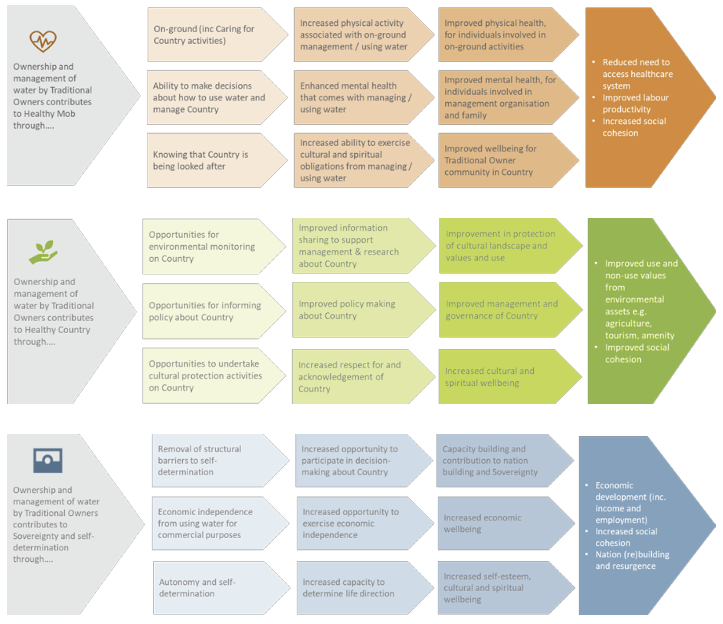 Ownership and
management of
water by Traditional
Owners contributes
to Healthy Mob
through....
On-ground (inc Caring for
Country activities)
Increased physical activity
associated with on-ground
management / using water
Improved physical health,
for individuals involved in
on-ground activities
Ability to make decisions
about how to use water and
manage Country
Enhanced mental health
that comes with managing /
using water
Improved mental health, for
individuals involved in
management organisation
and family
Knowing that Country is
being looked after
Increased ability to exercise
cultural and spiritual
obligations from managing /
using water
Improved wellbeing for
Traditional Owner
community in Country
• Reduced need to
access healthcare
system
• Improved labour
productivity
• Increased social
cohesion
Ownership and
management of
water by Traditional
Owners contributes
to Healthy Country
through....
Opportunities for
environmental monitoring
on Country
Improved information
sharing to support
management & research
about Country
Improvement in protection
of cultural landscape and
values and use
Opportunities for informing
policy about Country
Improved policy making
about Country
Improved management and
governance of Country
Opportunities to undertake
cultural protection activities
on Country
Increased respect for and
acknowledgement of
Country
Increased cultural and
spiritual wellbeing
• Improved use and
non-use values
from
environmental
assets e.g.
agriculture,
tourism, amenity
• Improved social
cohesion
Ownership and
management of water
by Traditional Owners
contributes to
Sovereignty and self-
determination
through....
Removal of structural
barriers to self-
determination
Increased opportunity to
participate in decision-
making about Country
Capacity building and
contribution to nation
building and Sovereignty
Economic independence
from using water for
commercial purposes
Increased opportunity to
exercise economic
independence
Increased economic
wellbeing
Autonomy and self-
determination
Increased capacity to
determine life direction
Increased self-esteem,
cultural and spiritual
wellbeing
• Economic
development (inc.
income and
employment)
• Increased social
cohesion
• Nation (re)building
and resurgence